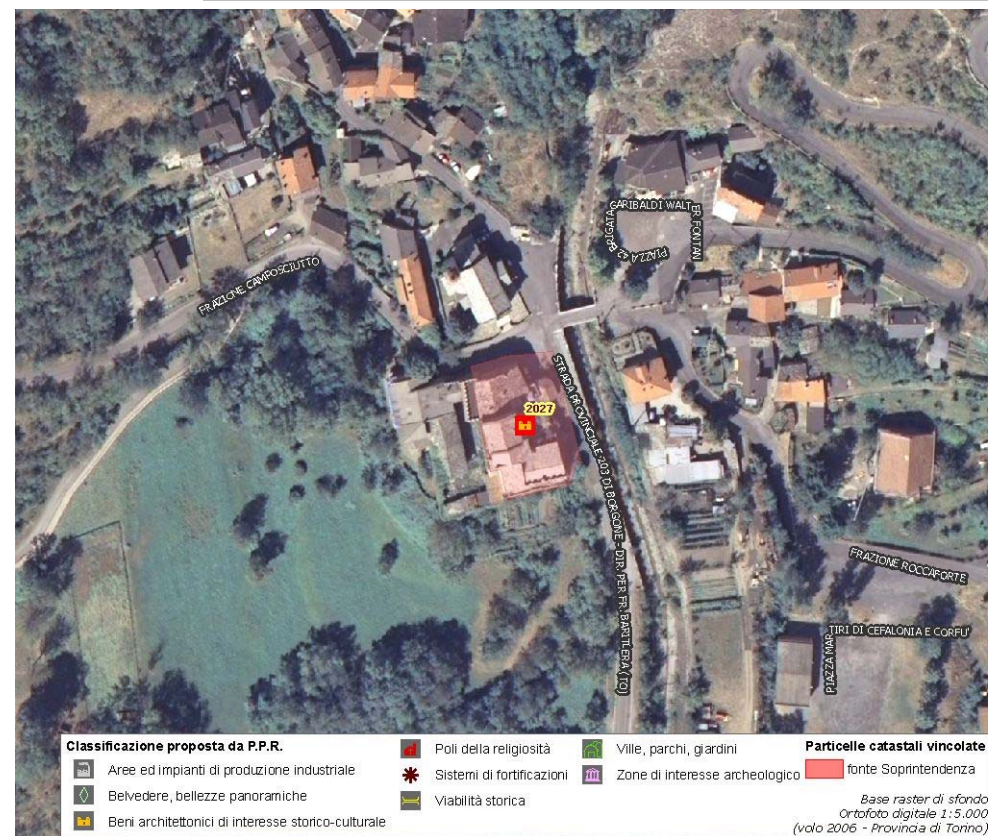 PIAZZA 42 BRIGATA GARIBALDI WALTER FONTAN
FRAZIONE CAMPOSCIUTTO
STRADA PROVINCIALE 203 DI BORGONE - DIR. PER FR. BARITLERA (TO)
2027
FRAZIONE ROCCAFORTE
PIAZZA MARTIRI DI CEFALONIA E CORFU'
Classificazione proposta da P.P.R.
Aree ed impianti di produzione industriale
Belvedere, bellezze panoramiche
Beni architettonici di interesse storico-culturale
Poli della religiosità
Sistemi di fortificazioni
Viabilità storica
Ville, parchi, giardini
Zone di interesse archeologico
Particelle catastali vincolate
fonte Soprintendenza
Base raster di sfondo
Ortofoto digitale 1:5.000
(volo 2006 - Provincia di Torino)